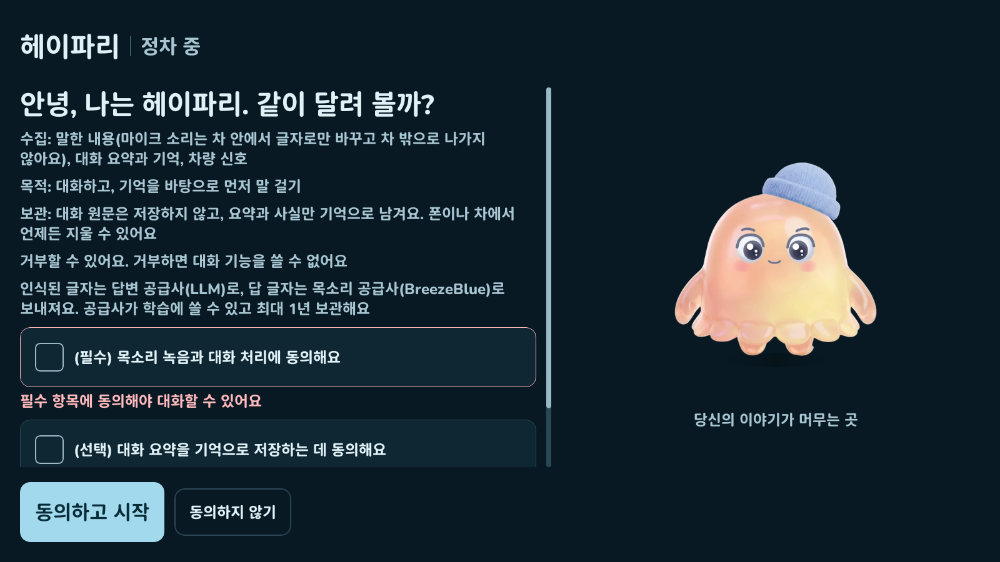 헤이파리 정차 중
안녕, 나는 헤이파리. 같이 달려 볼까?
수집: 말한 내용(마이크 소리는 차 안에서 글자로만 바꾸고 차 밖으로 나가지
않아요), 대화 요약과 기억, 차량 신호
목적: 대화하고, 기억을 바탕으로 먼저 말 걸기
보관: 대화 원문은 저장하지 않고, 요약과 사실만 기억으로 남겨요. 폰이나 차에서
언제든 지울 수 있어요
거부할 수 있어요. 거부하면 대화 기능을 쓸 수 없어요
인식된 글자는 답변 공급사(LLM)로, 답 글자는 목소리 공급사(BreezeBlue)로
보내져요. 공급사가 학습에 쓸 수 있고 최대 1년 보관해요
(필수) 목소리 녹음과 대화 처리에 동의해요
필수 항목에 동의해야 대화할 수 있어요
(선택) 대화 요약을 기억으로 저장하는 데 동의해요
동의하고 시작
동의하지 않기
당신의 이야기가 머무는 곳